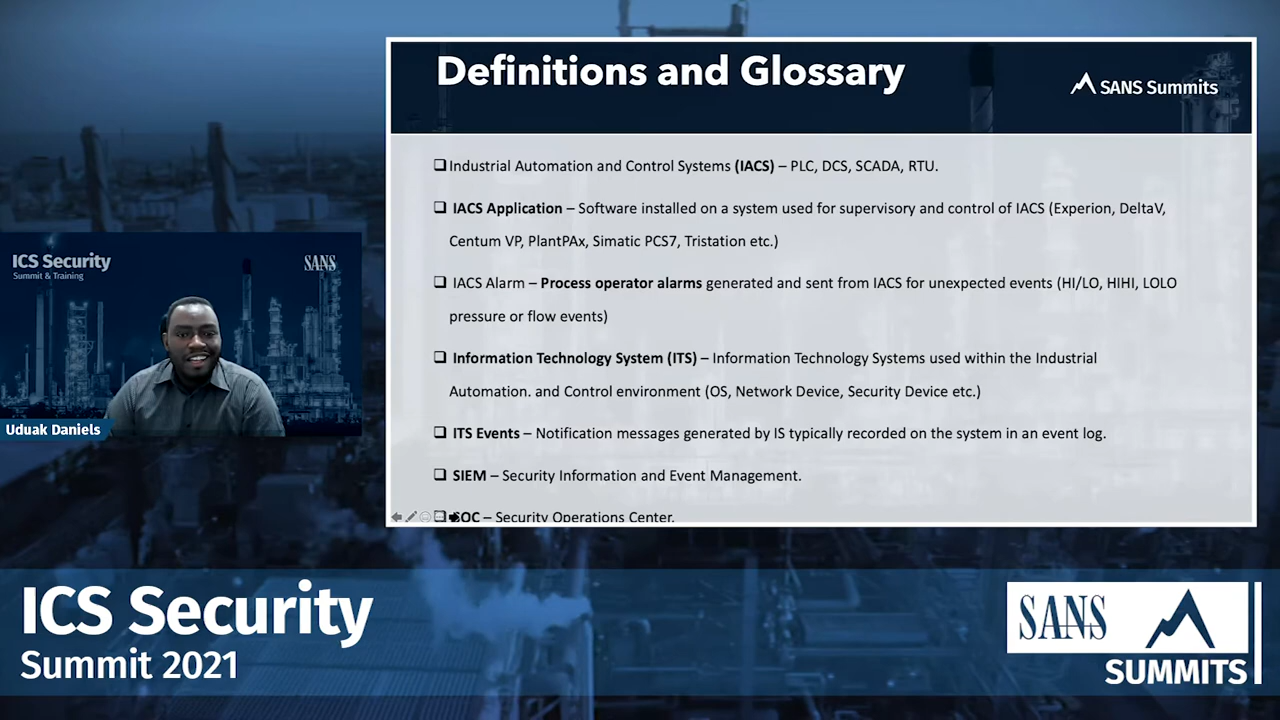 Definitions and Glossary
SANS Summits
❑ Industrial Automation and Control Systems (IACS) – PLC, DCS, SCADA, RTU.
❑ IACS Application – Software installed on a system used for supervisory and control of IACS (Experion, DeltaV,
Centum VP, PlantPAx, Simatic PCS7, Tristation etc.)
❑ IACS Alarm – Process operator alarms generated and sent from IACS for unexpected events (HI/LO, HIHI, LOLO
pressure or flow events)
❑ Information Technology System (ITS) – Information Technology Systems used within the Industrial
Automation. and Control environment (OS, Network Device, Security Device etc.)
❑ ITS Events – Notification messages generated by IS typically recorded on the system in an event log.
❑ SIEM – Security Information and Event Management.
❑ SOC – Security Operations Center.
ICS Security
Summit & Training
SANS
Uduak Daniels
ICS Security
Summit 2021
SANS
SUMMITS